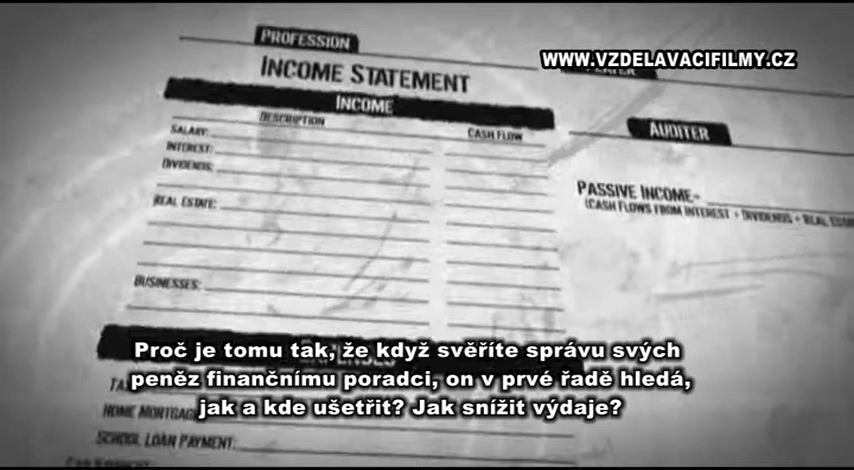 PROFESSION
WWW.VZDELAVACIFILMY.CZ
INCOME STATEMENT
INCOME
DESCRIPTION
CASH FLOW
AUDITER
SALARY:
INTEREST:
DIVIDENDS:
PASSIVE INCOME=
(CASH FLOWS FROM INTEREST + DIVIDENDS + REAL
REAL ESTATE:
BUSINESSES:
EXPENSES
Proč je tomu tak, že když svěříte správu svých
peněz finančnímu poradci, on v prvé řadě hledá,
jak a kde ušetřit? Jak snížit výdaje?
HOME MORTGAG
SCHOOL LOAN PAYMENT: